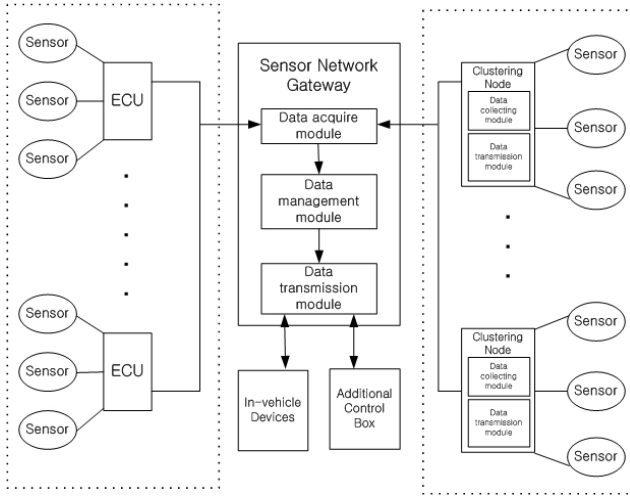 Sensor
Sensor
Sensor
ECU
Sensor
Sensor
Sensor
ECU
Sensor Network
Gateway
Data acquire
module
Data
management
module
Data
transmission
module
In-vehicle
Devices
Additional
Control
Box
Clustering
Node
Data
collecting
module
Data
transmission
module
Sensor
Sensor
Sensor
Clustering
Node
Data
collecting
module
Data
transmission
module
Sensor
Sensor
Sensor